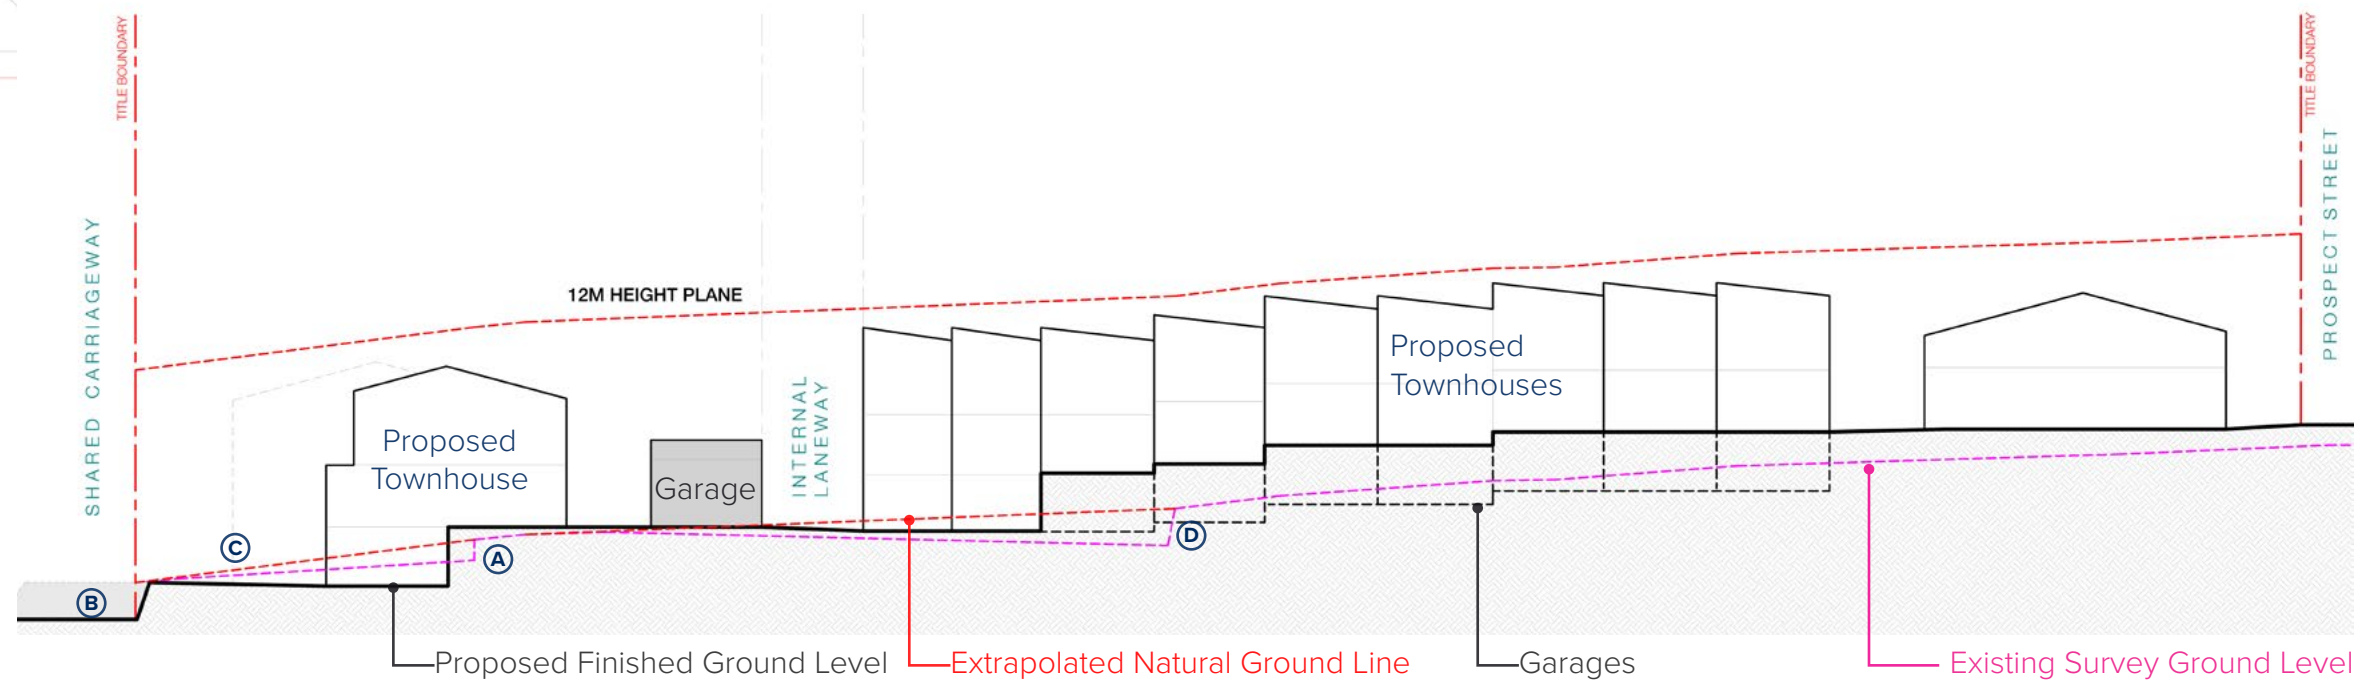 TITLE BOUNDARY
TITLE BOUNDARY
SHARED CARRIAGEWAY
PROSPECT STREET
12M HEIGHT PLANE
INTERNAL
LANEWAY
Proposed
Townhouses
Proposed
Townhouse
Garage
C
A
D
B
Proposed Finished Ground Level
Extrapolated Natural Ground Line
Garages
Existing Survey Ground Level